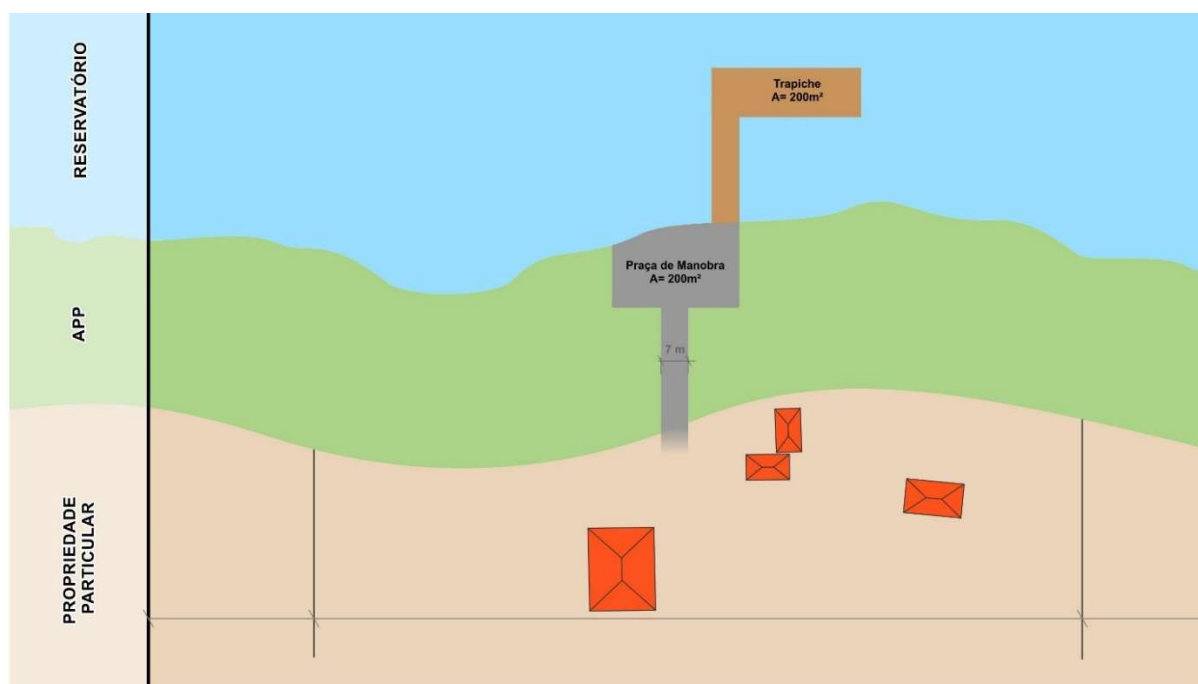 RESERVATÓRIO
APP
PROPRIEDADE
PARTICULAR
Trapiche
A= 200m²
Praça de Manobra
A= 200m²
7 m